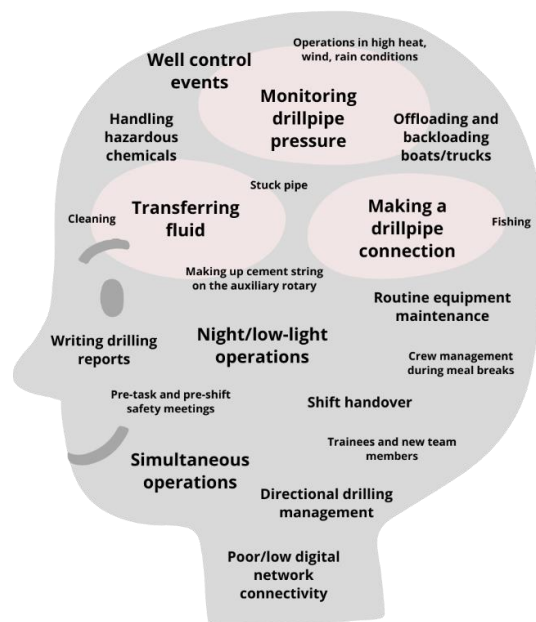 Operations in high heat,
wind, rain conditions
Well control
events
Monitoring
drillpipe
pressure
Handling
hazardous
chemicals
Offloading and
backloading
boats/trucks
Stuck pipe
Cleaning
Transferring
fluid
Making a
drillpipe
connection
Fishing
Making up cement string
on the auxiliary rotary
Routine equipment
maintenance
Writing drilling
reports
Night/low-light
operations
Crew management
during meal breaks
Pre-task and pre-shift
safety meetings
Shift handover
Trainees and new team
members
Simultaneous
operations
Directional drilling
management
Poor/low digital
network
connectivity